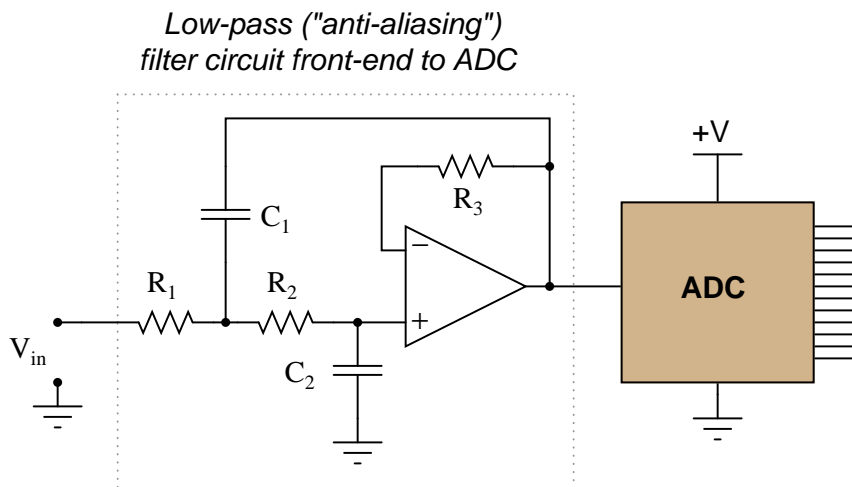 Low-pass ("anti-aliasing")
filter circuit front-end to ADC
+V
R3
C1
−
ADC
R1
R2
+
Vin
C2